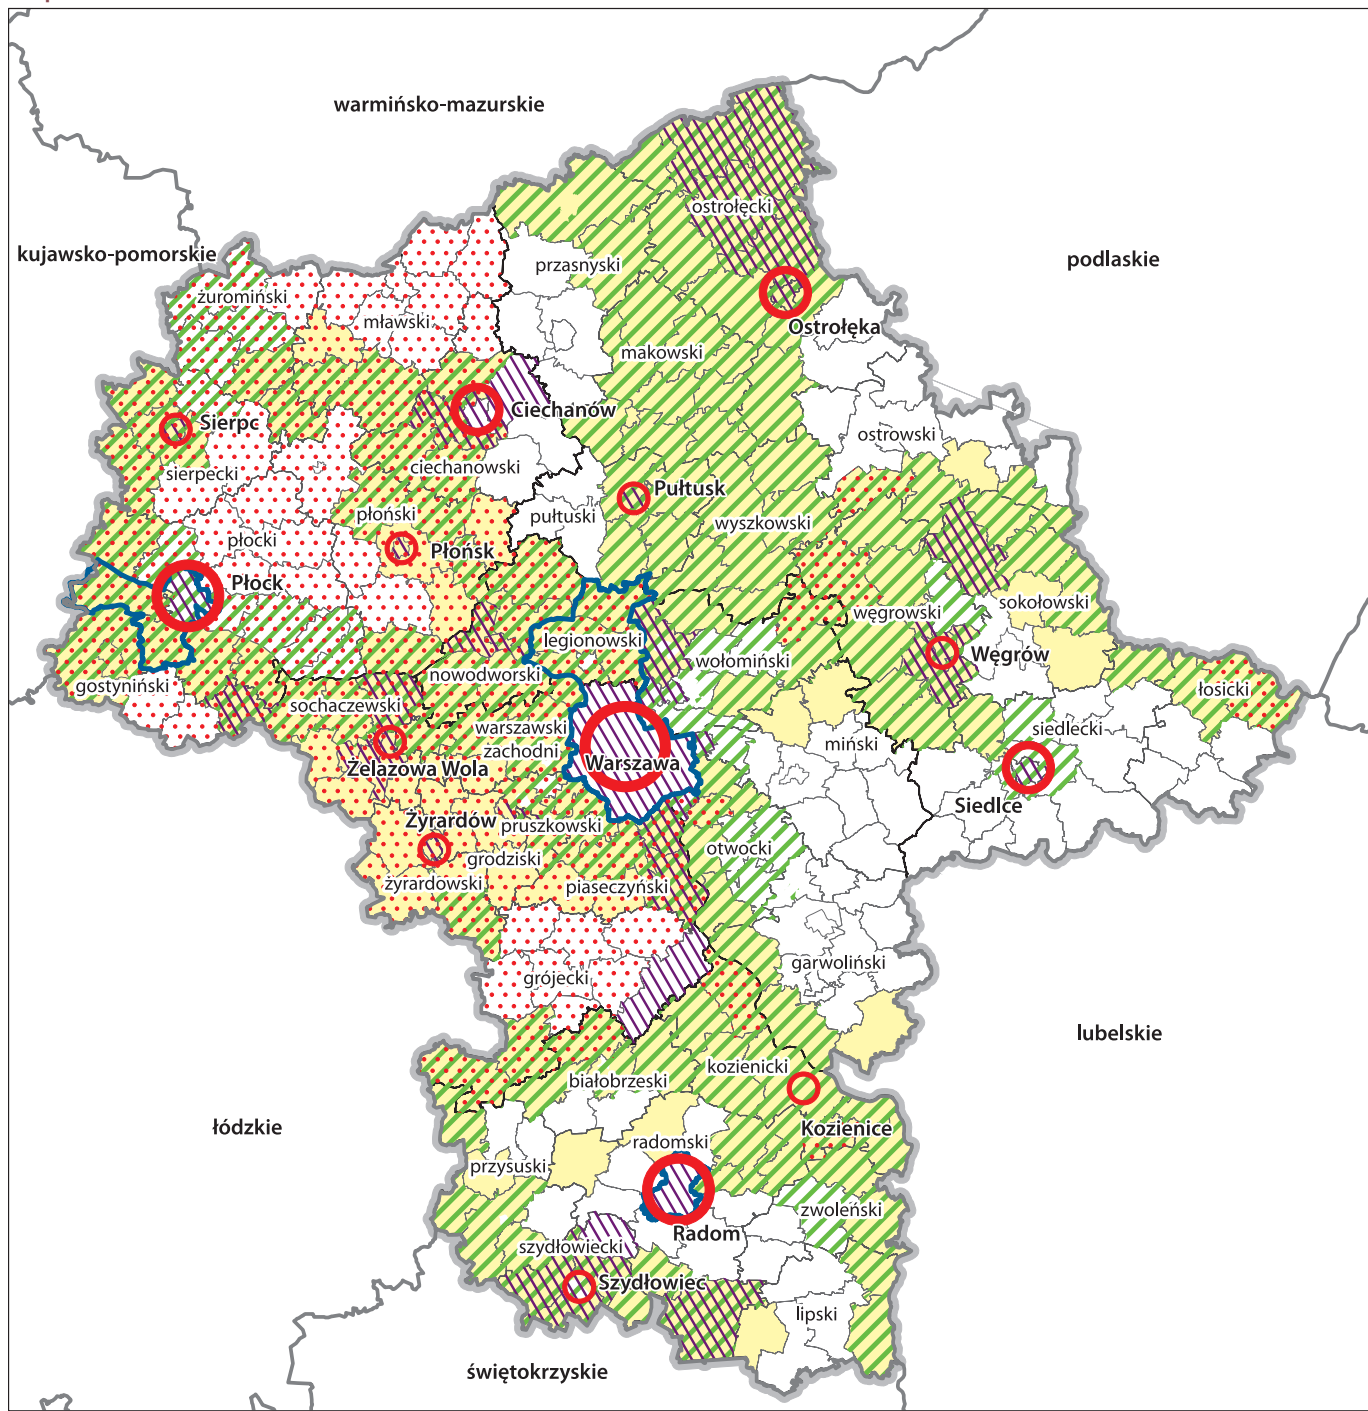 warmińsko-mazurskie
kujawsko-pomorskie
podlaskie
ostrołęcki
przasnyski
żuromiński
mławski
Ostrołęka
makowski
Ciechanów
Sierpc
ostrowski
sierpecki
ciechanowski
Pułtusk
płoński
pułtuski
wyszkowski
płocki
Płońsk
Płock
sokołowski
węgrowski
legionowski
Węgrów
wołomiński
nowodworski
gostyniński
łosicki
sochaczewski
warszawski
zachodni
siedlecki
miński
Warszawa
Żelazowa Wola
Siedlce
Żyrardów
pruszkowski
otwocki
grodziski
żyrardowski
piaseczyński
garwoliński
grójecki
lubelskie
kozienicki
białobrzeski
łódzkie
Kozienice
radomski
przysuski
zwoleński
Radom
szydłowiecki
Szydłowiec
lipski
świętokrzyskie